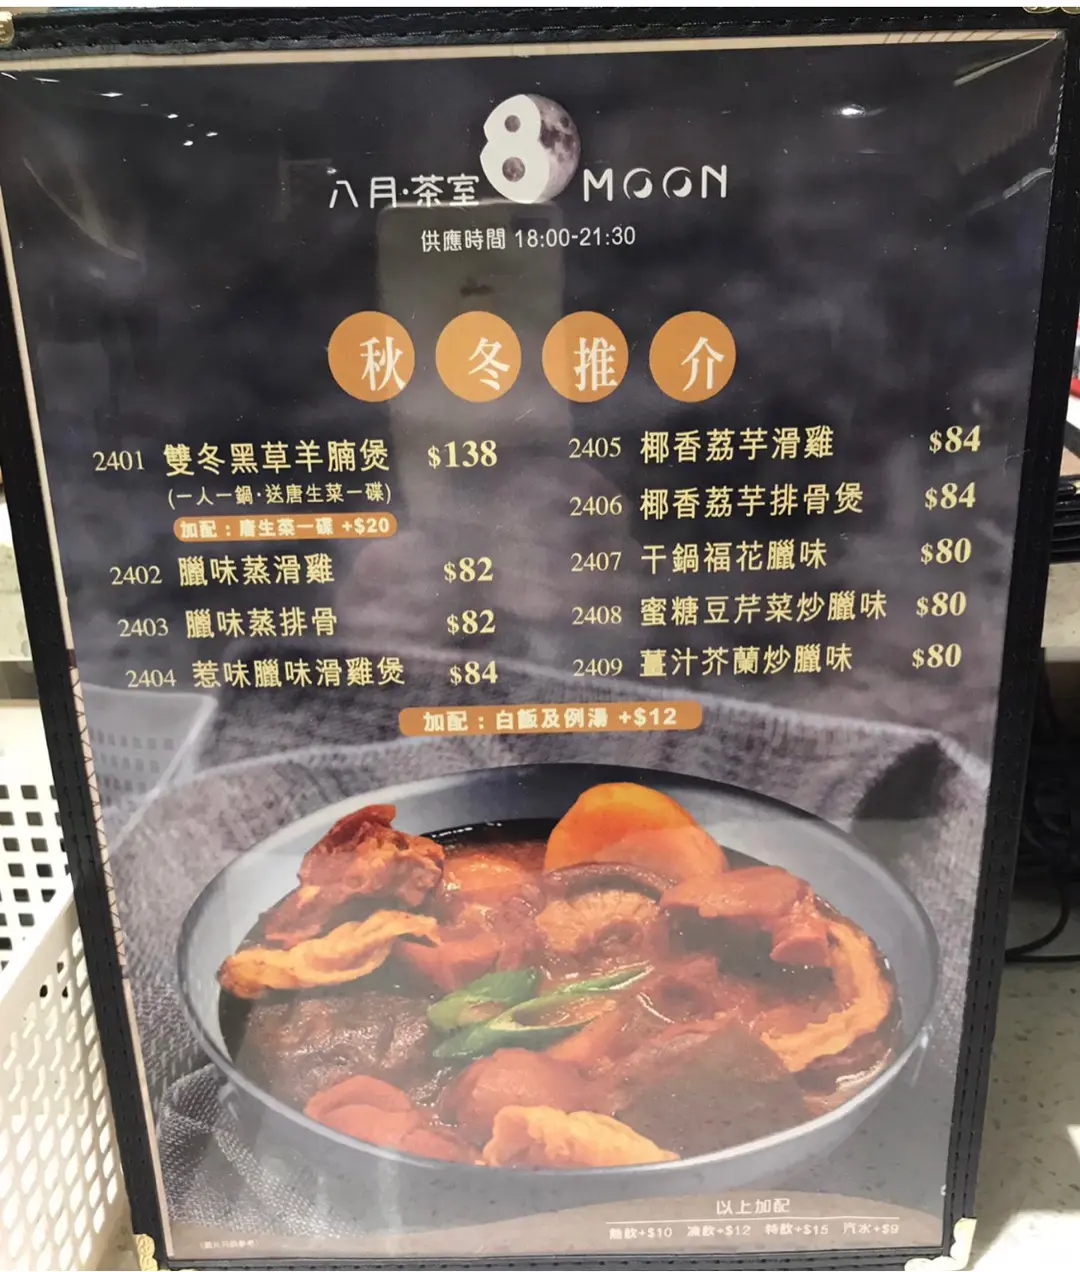 八月·茶室 8 MOON
供應時間 18:00-21:30
秋冬推介
2401 雙冬黑草羊腩煲 $138
(一人一鍋·送唐生菜一碟)
加配：唐生菜一碟 +$20
2402 臘味蒸滑雞 $82
2403 臘味蒸排骨 $82
2404 惹味臘味滑雞煲 $84
2405 椰香荔芋滑雞 $84
2406 椰香荔芋排骨煲 $84
2407 干鍋福花臘味 $80
2408 蜜糖豆芹菜炒臘味 $80
2409 薑汁芥蘭炒臘味 $80
加配：白飯及例湯 +$12
以上加配
熱飲+$10 凍飲+$12 特飲+$15 汽水+$9
(圖片只供參考)